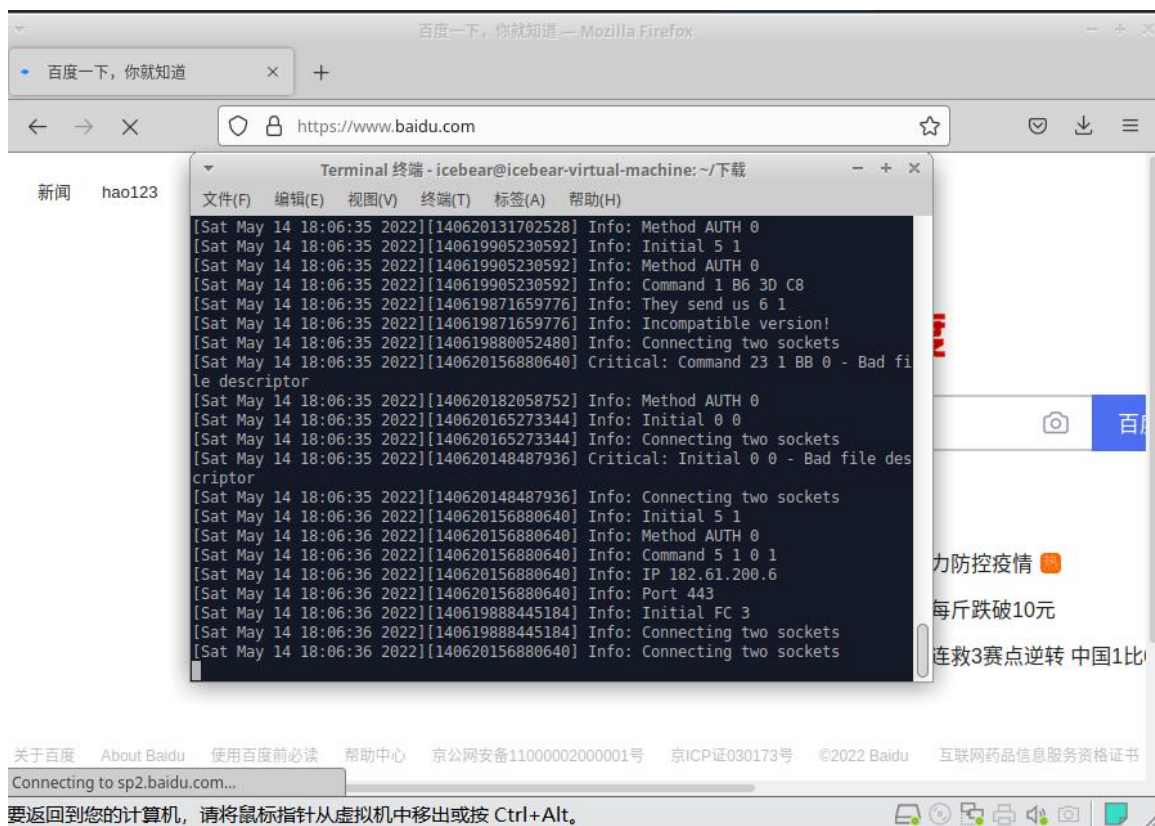 百度一下，你就知道 — Mozilla Firefox
百度一下，你就知道
https://www.baidu.com
新闻 hao123
Terminal 终端 - icebear@icebear-virtual-machine: ~/下载
文件(F) 编辑(E) 视图(V) 终端(T) 标签(A) 帮助(H)
[Sat May 14 18:06:35 2022][140620131702528] Info: Method AUTH 0
[Sat May 14 18:06:35 2022][140619905230592] Info: Initial 5 1
[Sat May 14 18:06:35 2022][140619905230592] Info: Method AUTH 0
[Sat May 14 18:06:35 2022][140619905230592] Info: Command 1 B6 3D C8
[Sat May 14 18:06:35 2022][140619871659776] Info: They send us 6 1
[Sat May 14 18:06:35 2022][140619871659776] Info: Incompatible version!
[Sat May 14 18:06:35 2022][140619880052480] Info: Connecting two sockets
[Sat May 14 18:06:35 2022][140620156880640] Critical: Command 23 1 BB 0 - Bad fi
le descriptor
[Sat May 14 18:06:35 2022][140620182058752] Info: Method AUTH 0
[Sat May 14 18:06:35 2022][140620165273344] Info: Initial 0 0
[Sat May 14 18:06:35 2022][140620165273344] Info: Connecting two sockets
[Sat May 14 18:06:35 2022][140620148487936] Critical: Initial 0 0 - Bad file des
criptor
[Sat May 14 18:06:35 2022][140620148487936] Info: Connecting two sockets
[Sat May 14 18:06:36 2022][140620156880640] Info: Initial 5 1
[Sat May 14 18:06:36 2022][140620156880640] Info: Method AUTH 0
[Sat May 14 18:06:36 2022][140620156880640] Info: Command 5 1 0 1
[Sat May 14 18:06:36 2022][140620156880640] Info: IP 182.61.200.6
[Sat May 14 18:06:36 2022][140620156880640] Info: Port 443
[Sat May 14 18:06:36 2022][140619888445184] Info: Initial FC 3
[Sat May 14 18:06:36 2022][140619888445184] Info: Connecting two sockets
[Sat May 14 18:06:36 2022][140620156880640] Info: Connecting two sockets
百
力防控疫情 热
每斤跌破10元
连救3赛点逆转 中国1比
关于百度 About Baidu 使用百度前必读 帮助中心 京公网安备11000002000001号 京ICP证030173号 ©2022 Baidu 互联网药品信息服务资格证书
Connecting to sp2.baidu.com...
要返回到您的计算机，请将鼠标指针从虚拟机中移出或按 Ctrl+Alt。